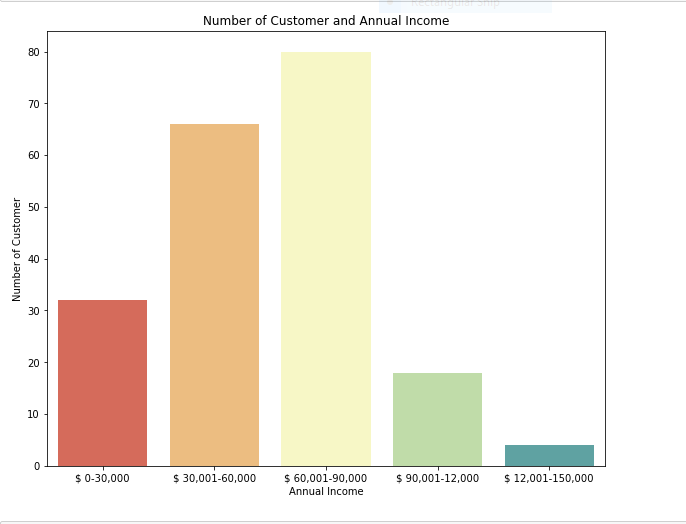 Rectangular Snip
Number of Customer and Annual Income
80
70
60
50
40
30
20
10
0
Number of Customer
$ 0-30,000 $ 30,001-60,000 $ 60,001-90,000 $ 90,001-12,000 $ 12,001-150,000
Annual Income